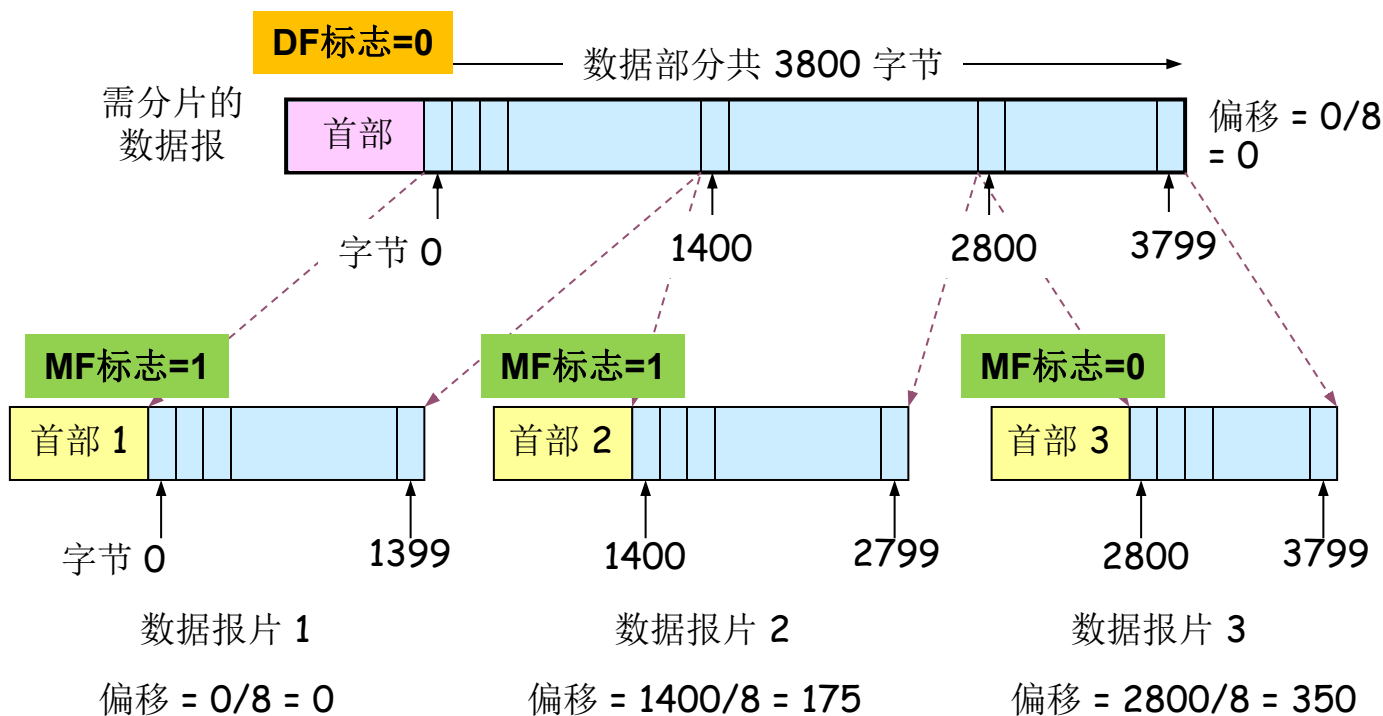 DF标志=0
数据部分共 3800 字节
需分片的
数据报
首部
偏移 = 0/8
= 0
字节 0
1400
2800
3799
MF标志=1
MF标志=1
MF标志=0
首部 1
首部 2
首部 3
字节 0
1399
1400
2799
2800
3799
数据报片 1
数据报片 2
数据报片 3
偏移 = 0/8 = 0
偏移 = 1400/8 = 175
偏移 = 2800/8 = 350